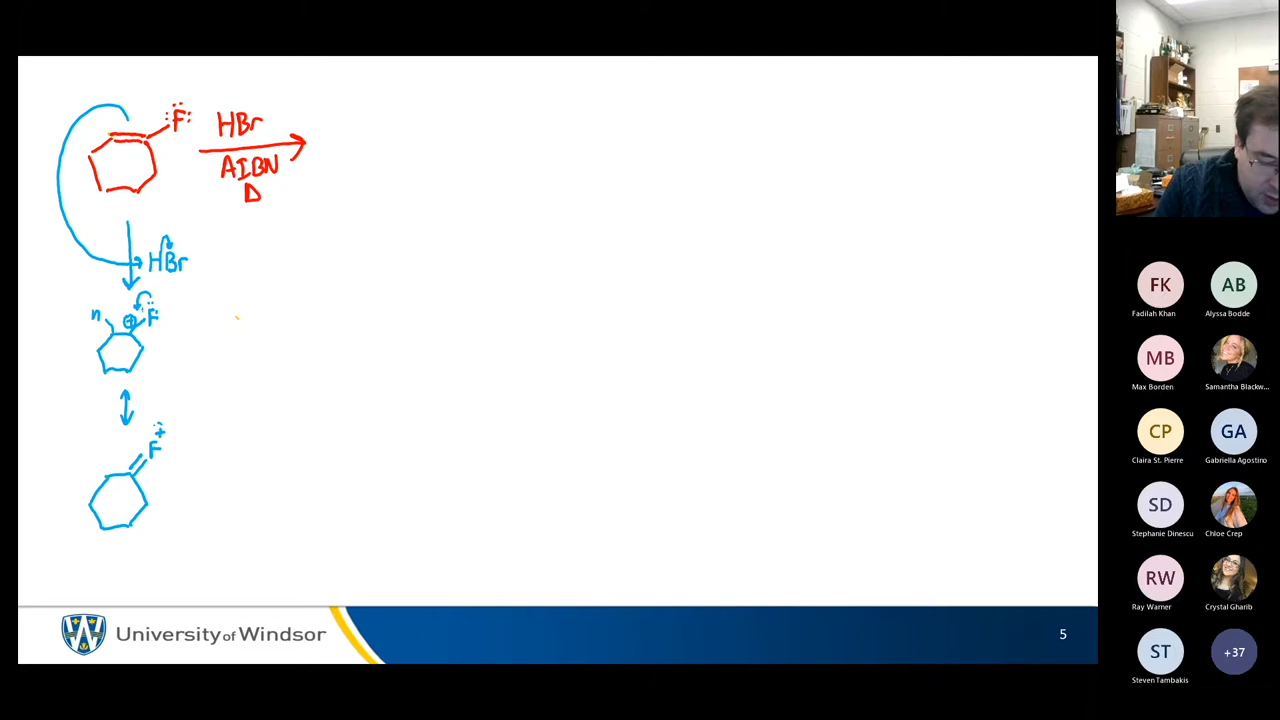 :F:
HBr
AIBN
Δ
HBr
n
⊕
F:
+
F
University of Windsor
5
FK
Fadilah Khan
AB
Alyssa Bodde
MB
Max Borden
Samantha Blackw...
CP
Claira St. Pierre
GA
Gabriella Agostino
SD
Stephanie Dinescu
Chloe Crep
RW
Ray Warner
Crystal Gharib
ST
Steven Tambakis
+37